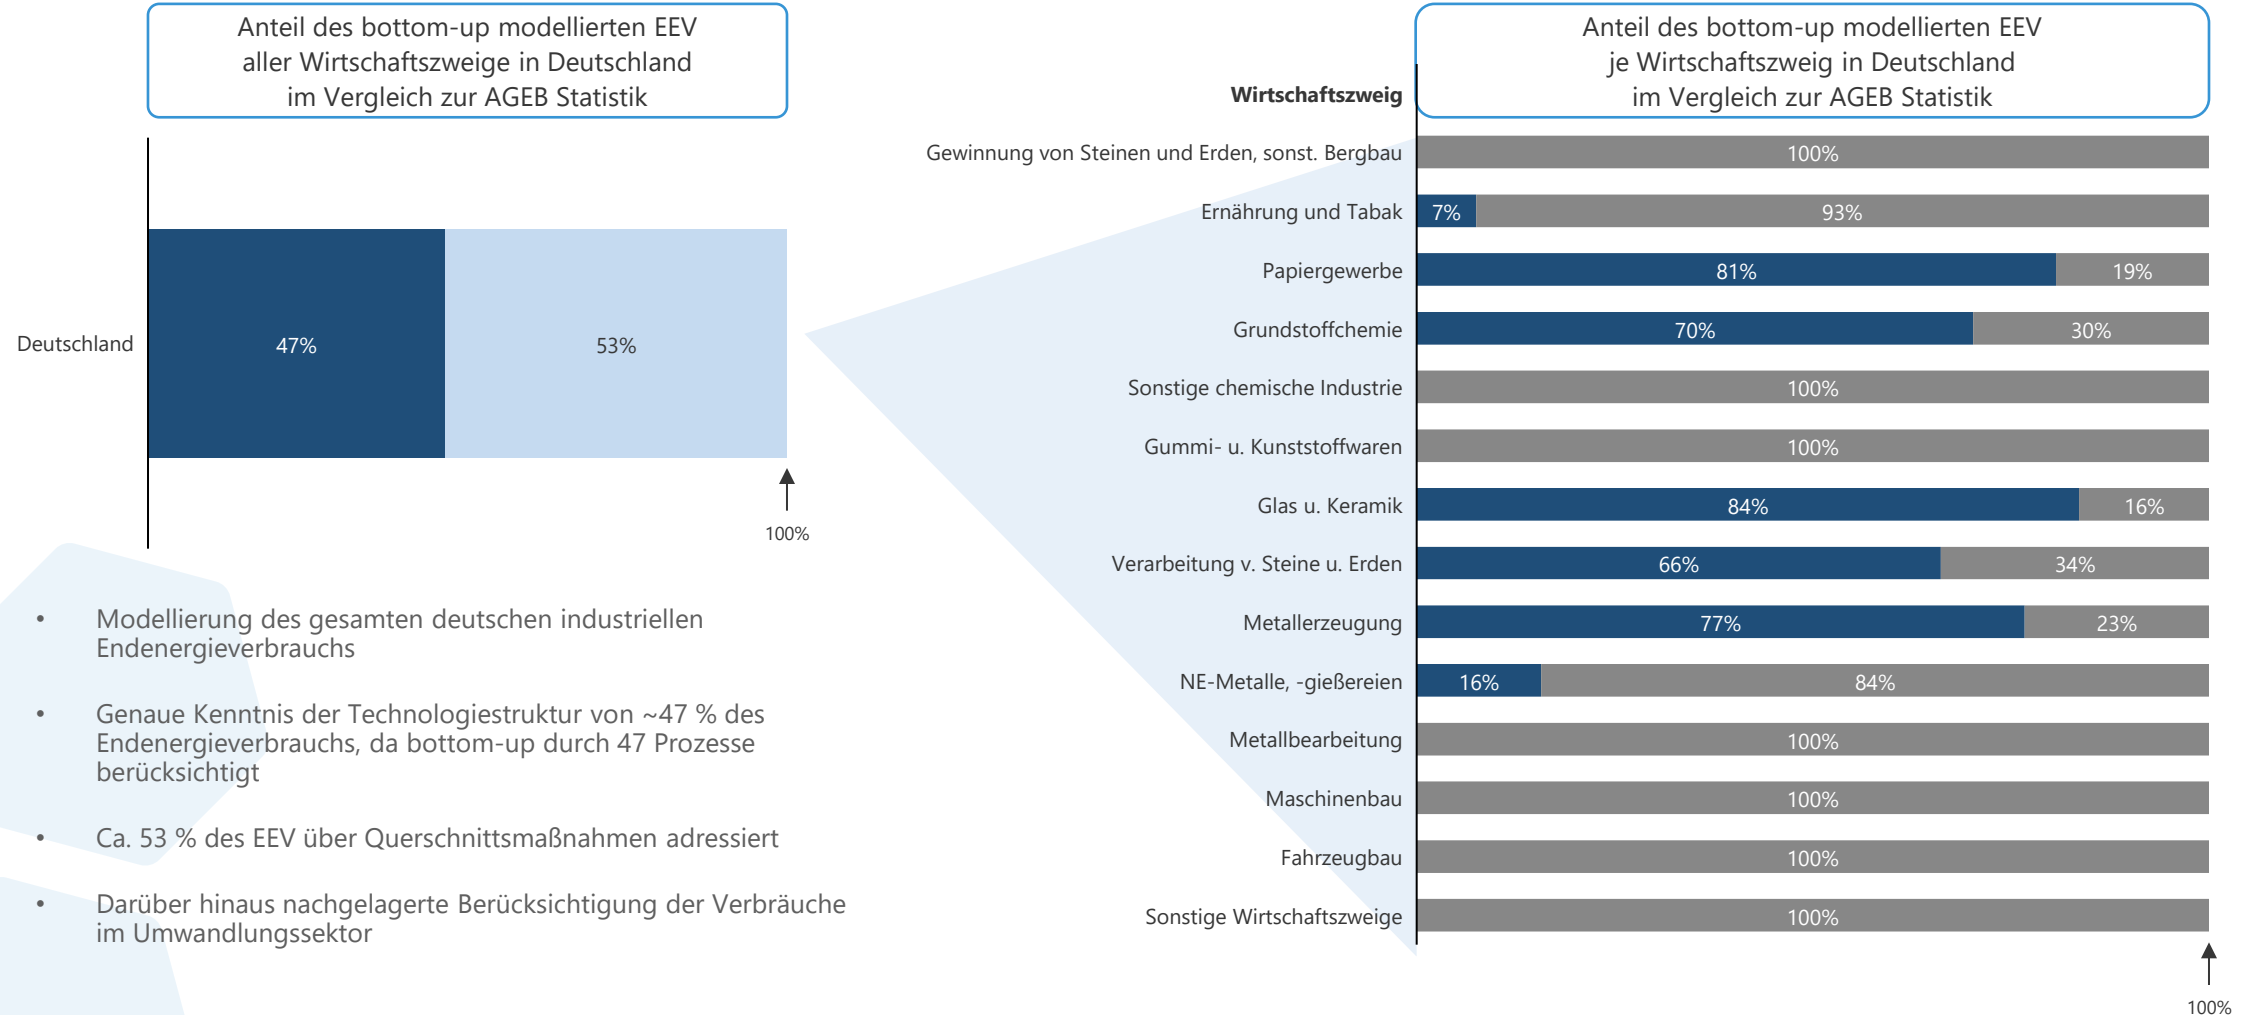 Anteil des bottom-up modellierten EEV
aller Wirtschaftszweige in Deutschland
im Vergleich zur AGEB Statistik
Deutschland
47%
53%
100%
• Modellierung des gesamten deutschen industriellen
Endenergieverbrauchs
• Genaue Kenntnis der Technologiestruktur von ~47 % des
Endenergieverbrauchs, da bottom-up durch 47 Prozesse
berücksichtigt
• Ca. 53 % des EEV über Querschnittsmaßnahmen adressiert
• Darüber hinaus nachgelagerte Berücksichtigung der Verbräuche
im Umwandlungssektor
Anteil des bottom-up modellierten EEV
je Wirtschaftszweig in Deutschland
im Vergleich zur AGEB Statistik
Wirtschaftszweig
Gewinnung von Steinen und Erden, sonst. Bergbau 100%
Ernährung und Tabak 7% 93%
Papiergewerbe 81% 19%
Grundstoffchemie 70% 30%
Sonstige chemische Industrie 100%
Gummi- u. Kunststoffwaren 100%
Glas u. Keramik 84% 16%
Verarbeitung v. Steine u. Erden 66% 34%
Metallerzeugung 77% 23%
NE-Metalle, -gießereien 16% 84%
Metallbearbeitung 100%
Maschinenbau 100%
Fahrzeugbau 100%
Sonstige Wirtschaftszweige 100%
100%